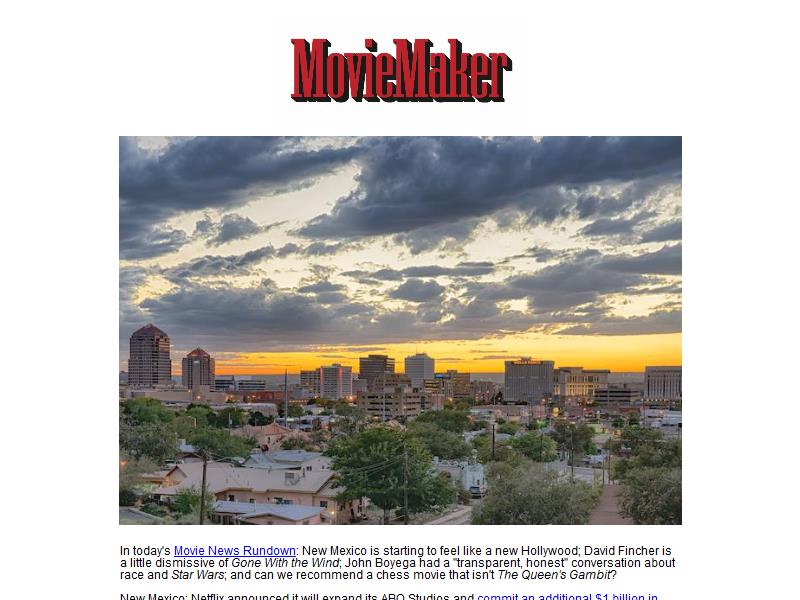 MovieMaker
In today's Movie News Rundown: New Mexico is starting to feel like a new Hollywood; David Fincher is
a little dismissive of Gone With the Wind; John Boyega had a "transparent, honest" conversation about
race and Star Wars; and can we recommend a chess movie that isn't The Queen's Gambit?
New Mexico: Netflix announced it will expand its ABQ Studios and commit an additional $1 billion in